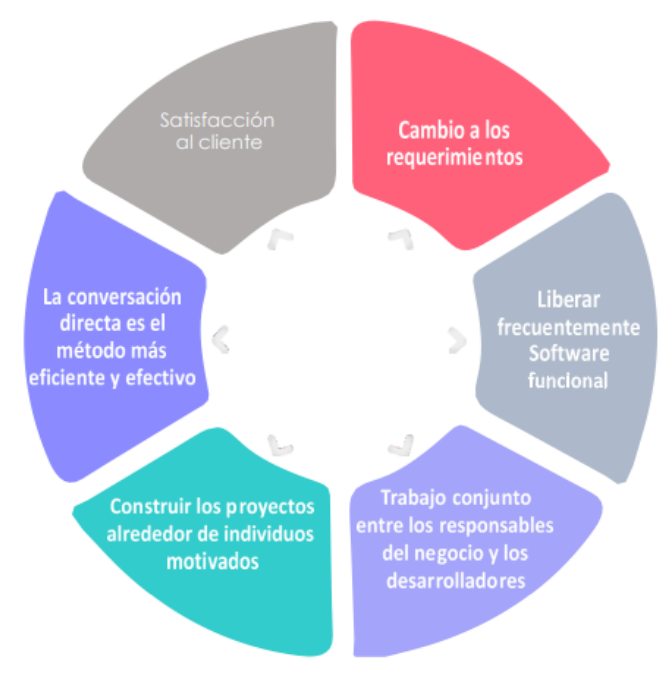 Satisfacción
al cliente
Cambio a los
requerimientos
Liberar
frecuentemente
Software
funcional
Trabajo conjunto
entre los responsables
del negocio y los
desarrolladores
Construir los proyectos
alrededor de individuos
motivados
La conversación
directa es el
método más
eficiente y efectivo